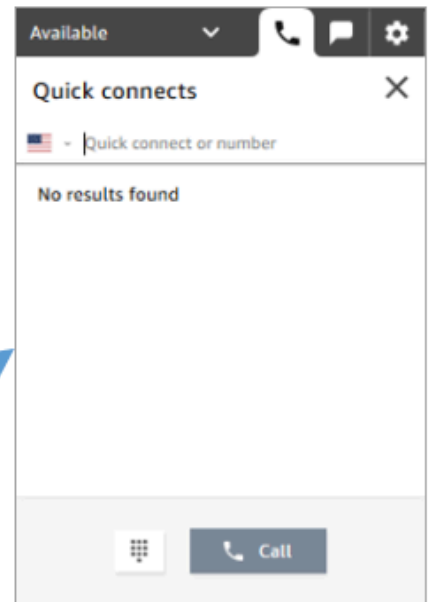 Available
Quick connects
Quick connect or number
No results found
Call